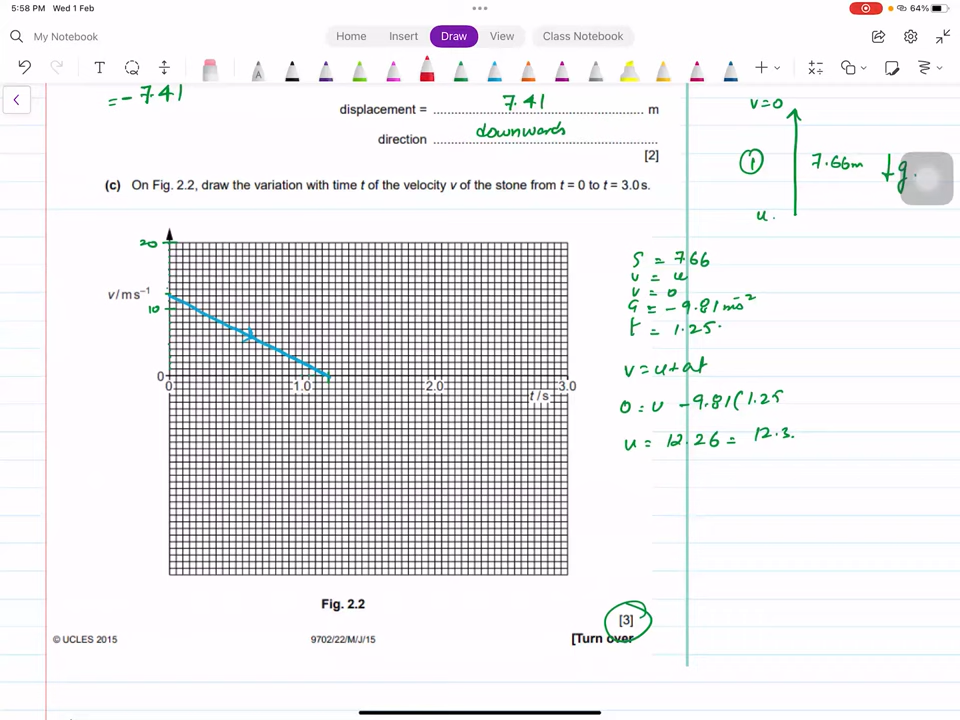 5:58 PM Wed 1 Feb
64%
My Notebook
Home Insert Draw View Class Notebook
= - 7.41
displacement = 7.41 m
direction downwards
[2]
(c) On Fig. 2.2, draw the variation with time t of the velocity v of the stone from t = 0 to t = 3.0 s.
20
v/ms⁻¹
10
0
0 1.0 2.0 3.0
t/s
Fig. 2.2
[3]
© UCLES 2015 9702/22/M/J/15 [Turn over
v=0
① 7.66m ↓g.
u.
S = 766
u = u
v = 0
a = -9.81 ms⁻²
t = 1.25.
v = u + at
0 = u - 9.81(1.25
u = 12.26 = 12.3.